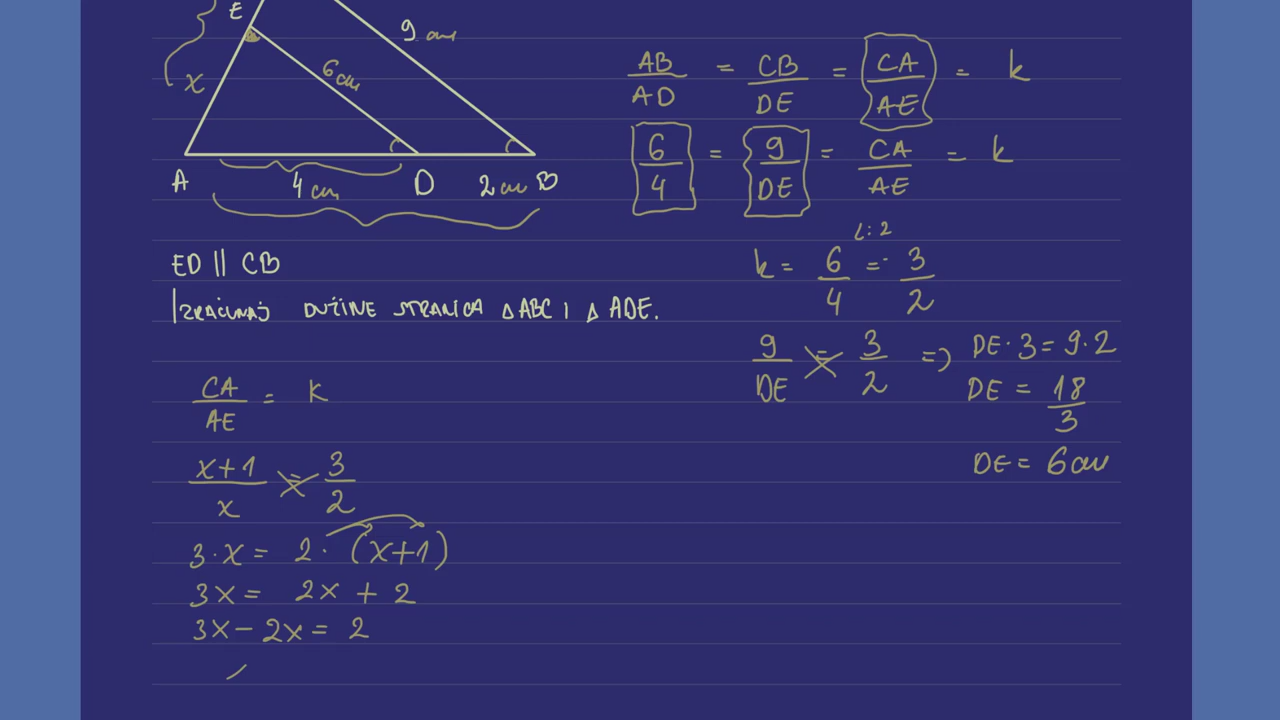 E
9 cm
6 cm
x
A 4 cm D 2 cm B
ED || CB
IZRAČUNAJ DUŽINE STRANICA △ABC I △ADE.
CA/AE = K
x+1/x = 3/2
3·x = 2·(x+1)
3x = 2x + 2
3x − 2x = 2
AB/AD = CB/DE = CA/AE = k
6/4 = 9/DE = CA/AE = k
k = 6/4 = 3/2
9/DE = 3/2 => DE·3 = 9·2
DE = 18/3
DE = 6 cm